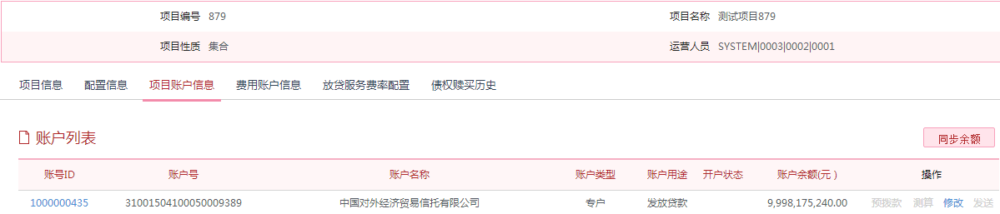 项目编号 879 项目名称 测试项目879
项目性质 集合 运营人员 SYSTEM|0003|0002|0001
项目信息 配置信息 项目账户信息 费用账户信息 放贷服务费率配置 债权赎买历史
账户列表 同步余额
账号ID 账户号 账户名称 账户类型 账户用途 开户状态 账户余额(元) 操作
1000000435 31001504100050009389 中国对外经济贸易信托有限公司 专户 发放贷款 9,998,175,240.00 预拨款 测算 修改 发送